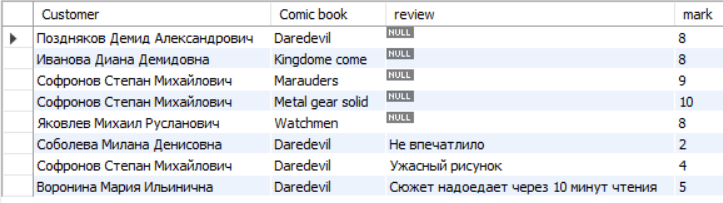 Customer Comic book review mark
Поздняков Демид Александрович Daredevil NULL 8
Иванова Диана Демидовна Kingdome come NULL 8
Софронов Степан Михайлович Marauders NULL 9
Софронов Степан Михайлович Metal gear solid NULL 10
Яковлев Михаил Русланович Watchmen NULL 8
Соболева Милана Денисовна Daredevil Не впечатлило 2
Софронов Степан Михайлович Daredevil Ужасный рисунок 4
Воронина Мария Ильинична Daredevil Сюжет надоедает через 10 минут чтения 5